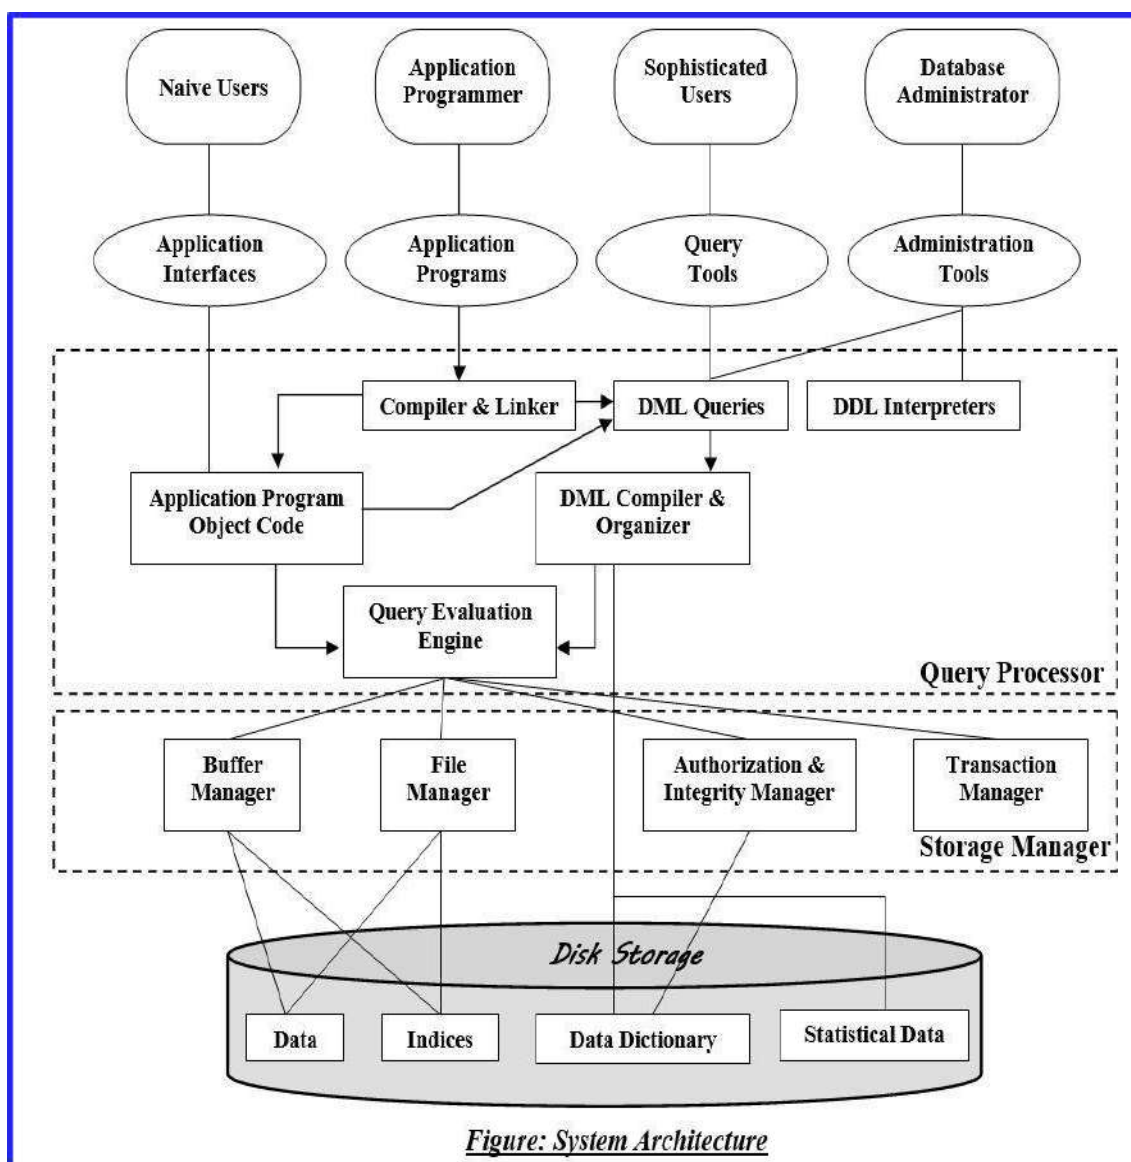 Naive Users
Application
Programmer
Sophisticated
Users
Database
Administrator
Application
Interfaces
Application
Programs
Query
Tools
Administration
Tools
Compiler & Linker
DML Queries
DDL Interpreters
Application Program
Object Code
DML Compiler &
Organizer
Query Evaluation
Engine
Query Processor
Buffer
Manager
File
Manager
Authorization &
Integrity Manager
Transaction
Manager
Storage Manager
Disk Storage
Data
Indices
Data Dictionary
Statistical Data
Figure: System Architecture